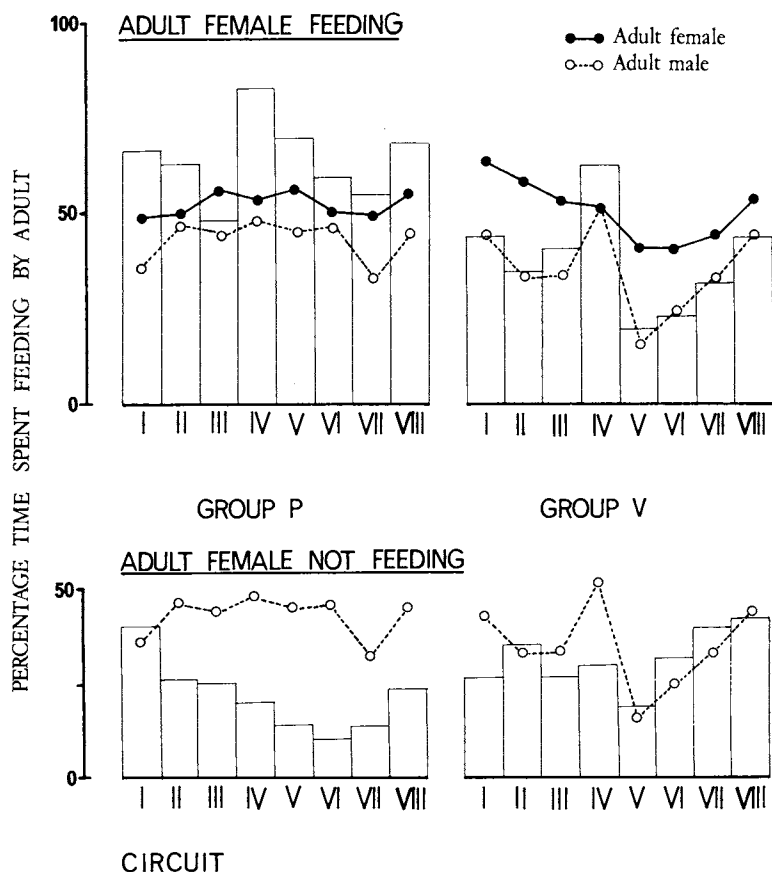 100
ADULT FEMALE FEEDING
Adult female
Adult male
PERCENTAGE TIME SPENT FEEDING BY ADULT
50
0
I II III IV V VI VII VIII
I II III IV V VI VII VIII
GROUP P
GROUP V
ADULT FEMALE NOT FEEDING
50
0
I II III IV V VI VII VIII
I II III IV V VI VII VIII
CIRCUIT